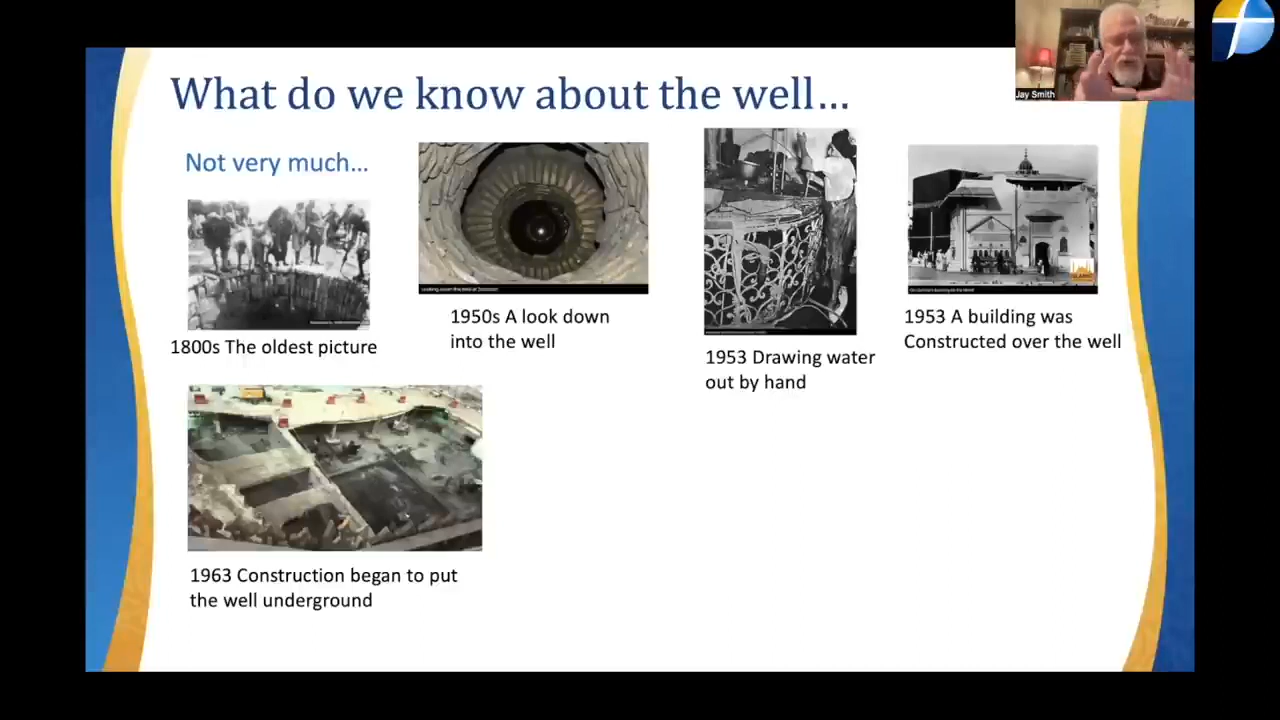 What do we know about the well...
Jay Smith
Not very much...
1800s The oldest picture
1950s A look down
into the well
1953 Drawing water
out by hand
1953 A building was
Constructed over the well
1963 Construction began to put
the well underground